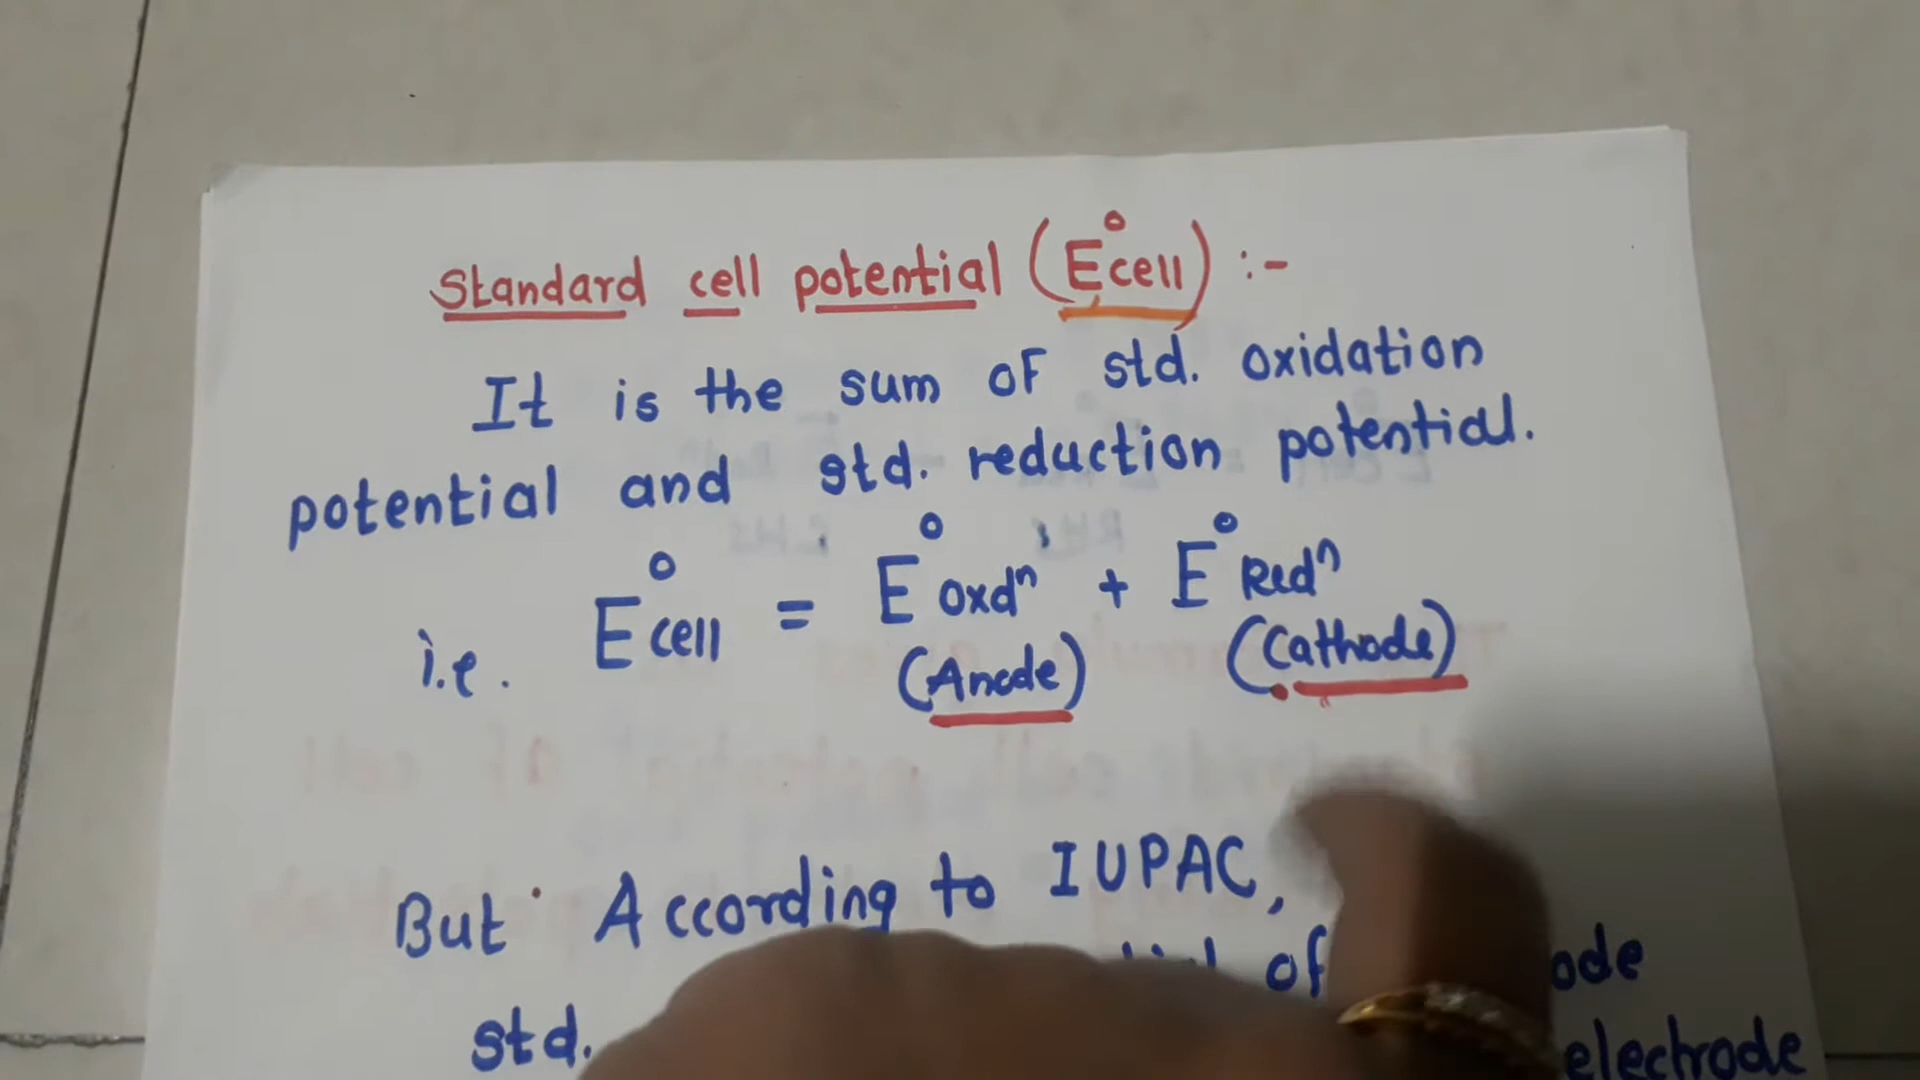 Standard cell potential (E°cell) :-
It is the sum of std. oxidation
potential and std. reduction potential.
i.e. E°cell = E°oxdⁿ + E°Redⁿ
(Anode) (Cathode)
But According to IUPAC,
of
std. electrode